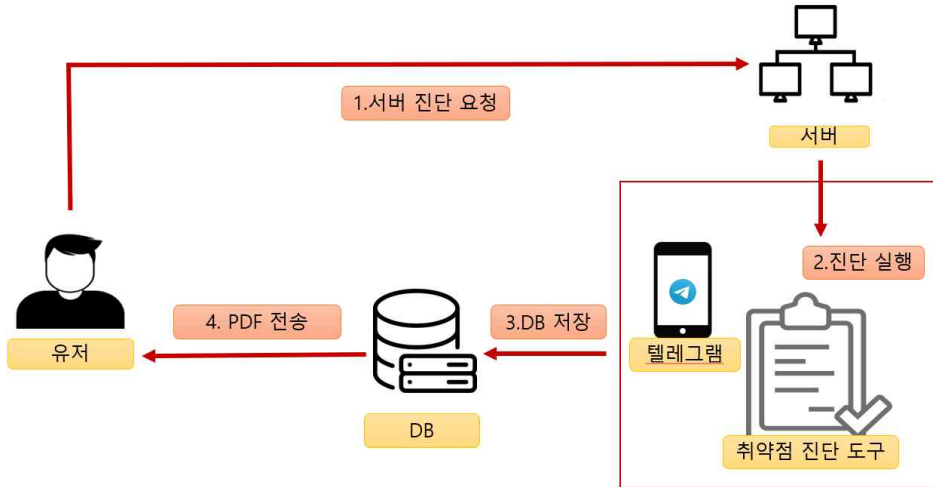 1.서버 진단 요청
서버
2.진단 실행
유저
4. PDF 전송
3.DB 저장
텔레그램
DB
취약점 진단 도구